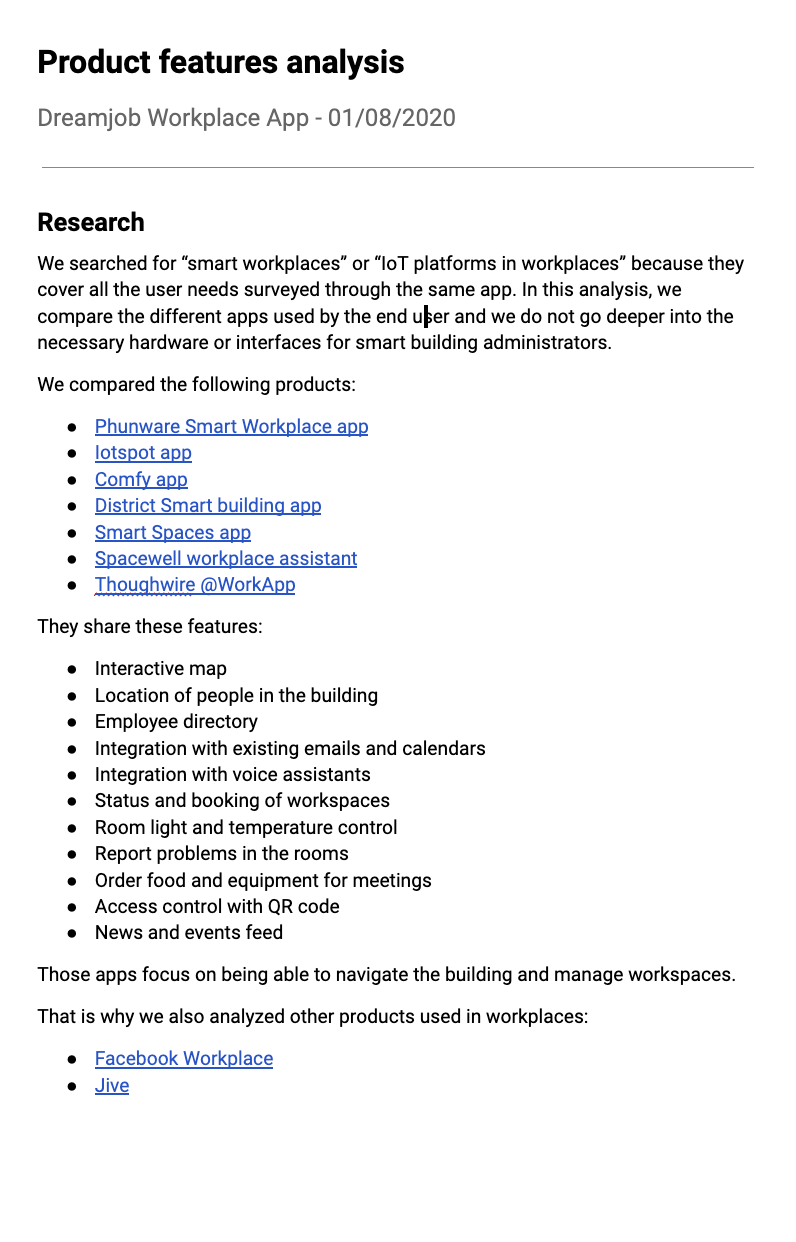 Product features analysis
Dreamjob Workplace App - 01/08/2020
Research
We searched for “smart workplaces” or “IoT platforms in workplaces” because they
cover all the user needs surveyed through the same app. In this analysis, we
compare the different apps used by the end user and we do not go deeper into the
necessary hardware or interfaces for smart building administrators.
We compared the following products:
● Phunware Smart Workplace app
● Iotspot app
● Comfy app
● District Smart building app
● Smart Spaces app
● Spacewell workplace assistant
● Thoughwire @WorkApp
They share these features:
● Interactive map
● Location of people in the building
● Employee directory
● Integration with existing emails and calendars
● Integration with voice assistants
● Status and booking of workspaces
● Room light and temperature control
● Report problems in the rooms
● Order food and equipment for meetings
● Access control with QR code
● News and events feed
Those apps focus on being able to navigate the building and manage workspaces.
That is why we also analyzed other products used in workplaces:
● Facebook Workplace
● Jive